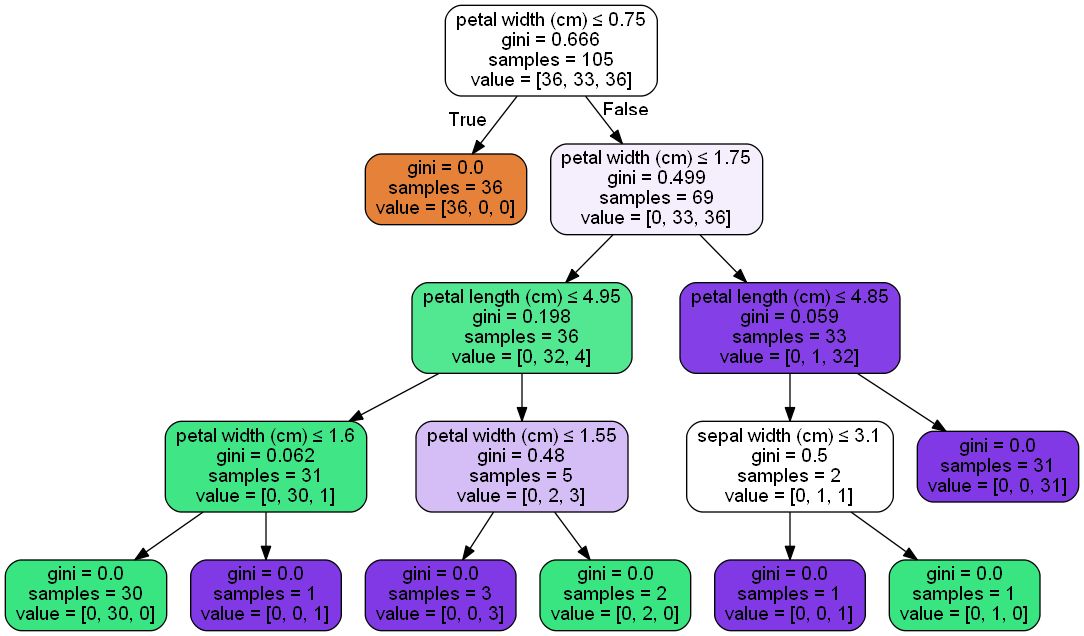 petal width (cm) ≤ 0.75
gini = 0.666
samples = 105
value = [36, 33, 36]
True
False
gini = 0.0
samples = 36
value = [36, 0, 0]
petal width (cm) ≤ 1.75
gini = 0.499
samples = 69
value = [0, 33, 36]
petal length (cm) ≤ 4.95
gini = 0.198
samples = 36
value = [0, 32, 4]
petal length (cm) ≤ 4.85
gini = 0.059
samples = 33
value = [0, 1, 32]
petal width (cm) ≤ 1.6
gini = 0.062
samples = 31
value = [0, 30, 1]
petal width (cm) ≤ 1.55
gini = 0.48
samples = 5
value = [0, 2, 3]
sepal width (cm) ≤ 3.1
gini = 0.5
samples = 2
value = [0, 1, 1]
gini = 0.0
samples = 31
value = [0, 0, 31]
gini = 0.0
samples = 30
value = [0, 30, 0]
gini = 0.0
samples = 1
value = [0, 0, 1]
gini = 0.0
samples = 3
value = [0, 0, 3]
gini = 0.0
samples = 2
value = [0, 2, 0]
gini = 0.0
samples = 1
value = [0, 0, 1]
gini = 0.0
samples = 1
value = [0, 1, 0]